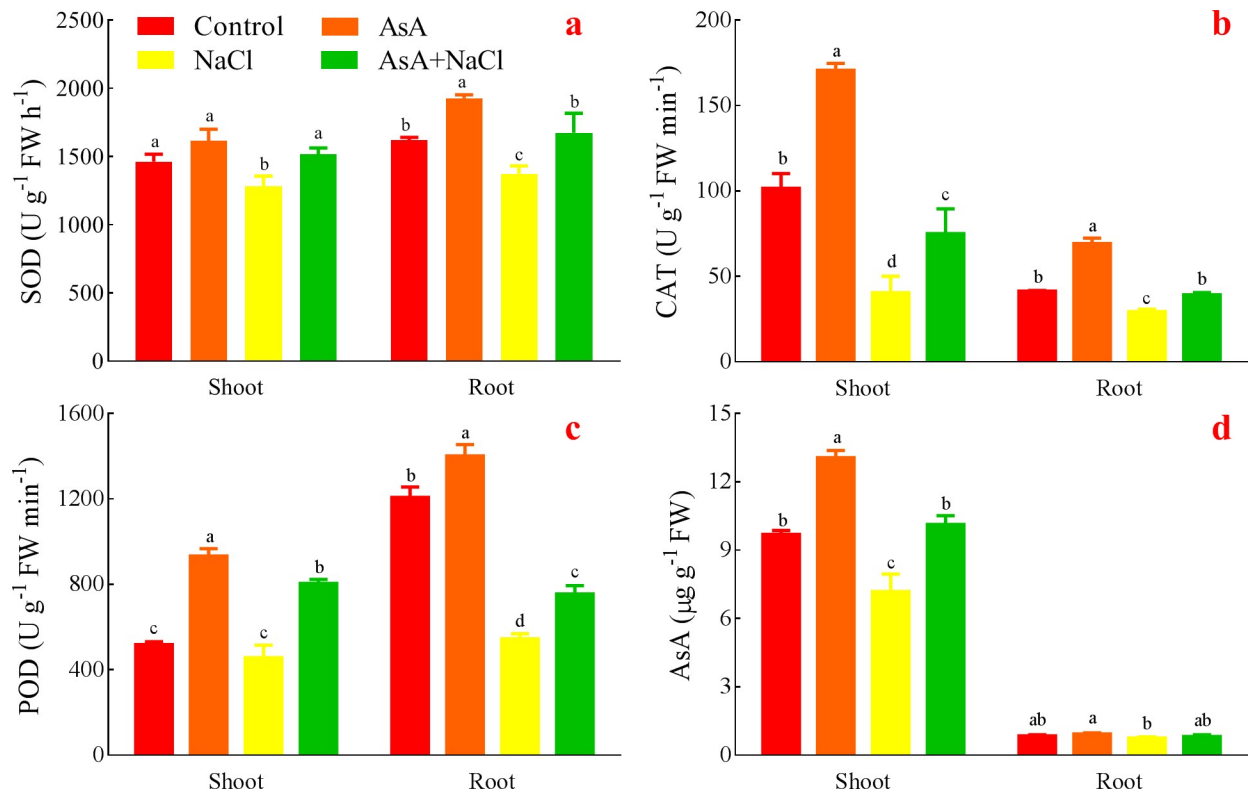 SOD (U g⁻¹ FW h⁻¹)
2500
2000
1500
1000
500
0
Control
AsA
NaCl
AsA+NaCl
a
a
a
b
a
b
a
c
b
Shoot
Root
CAT (U g⁻¹ FW min⁻¹)
200
150
100
50
0
b
b
a
d
c
b
a
c
b
Shoot
Root
POD (U g⁻¹ FW min⁻¹)
1600
1200
800
400
0
c
c
a
c
b
b
a
d
c
Shoot
Root
AsA (μg g⁻¹ FW)
15
12
9
6
3
0
d
b
a
c
b
ab
a
b
ab
Shoot
Root